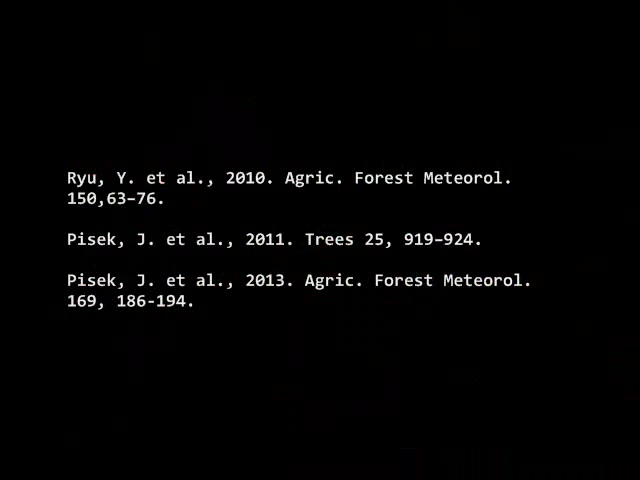 Ryu, Y. et al., 2010. Agric. Forest Meteorol.
150,63–76.
Pisek, J. et al., 2011. Trees 25, 919–924.
Pisek, J. et al., 2013. Agric. Forest Meteorol.
169, 186-194.